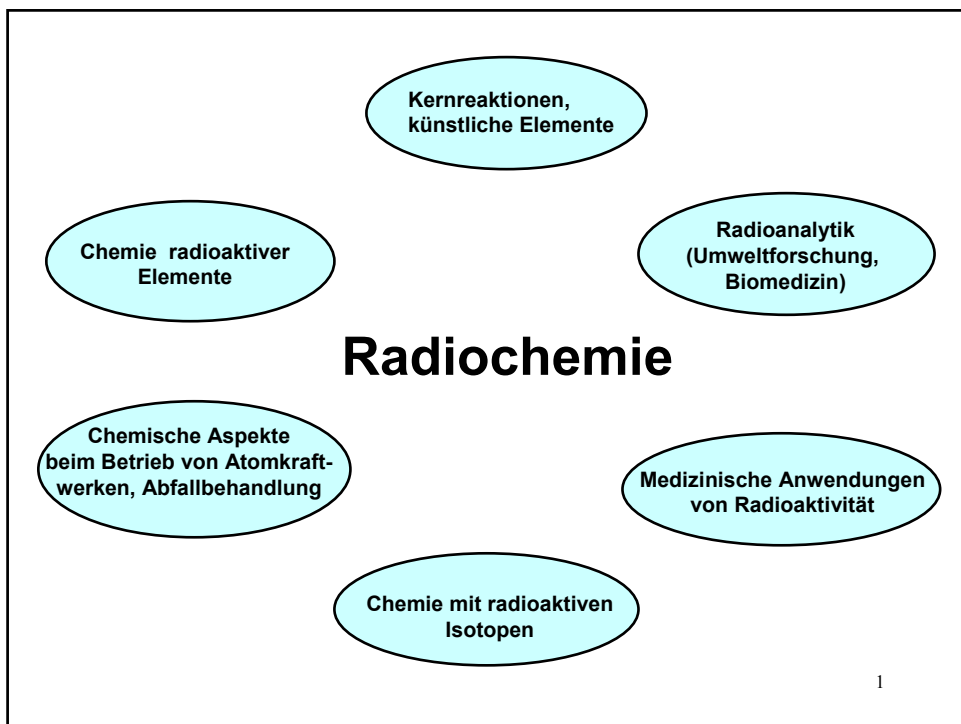 Kernreaktionen,
künstliche Elemente
Chemie radioaktiver
Elemente
Radioanalytik
(Umweltforschung,
Biomedizin)
Radiochemie
Chemische Aspekte
beim Betrieb von Atomkraft-
werken, Abfallbehandlung
Medizinische Anwendungen
von Radioaktivität
Chemie mit radioaktiven
Isotopen
1